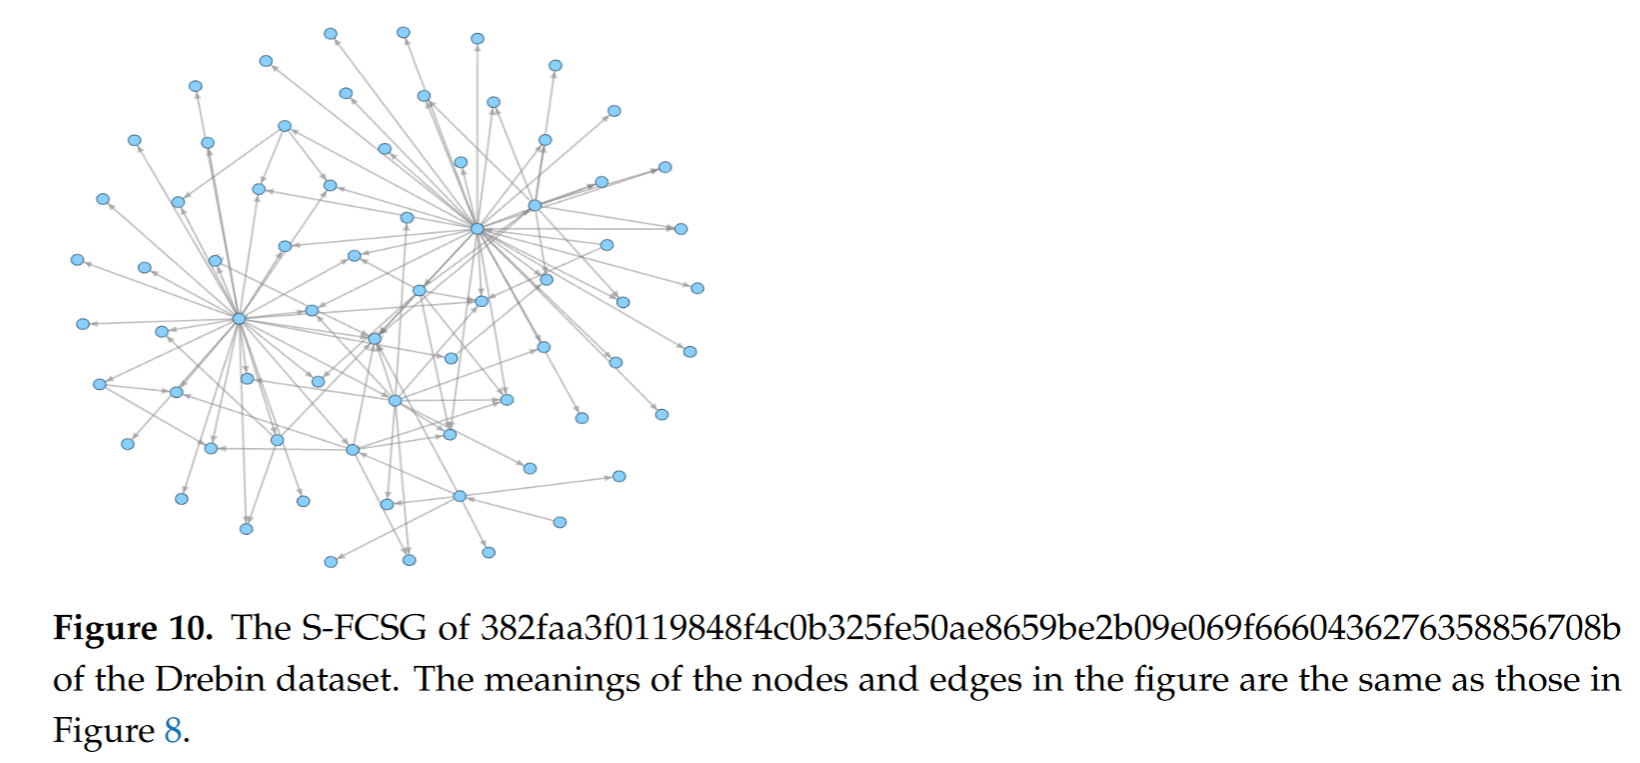 Figure 10. The S-FCSG of 382faa3f0119848f4c0b325fe50ae8659be2b09e069f6660436276358856708b
of the Drebin dataset. The meanings of the nodes and edges in the figure are the same as those in
Figure 8.